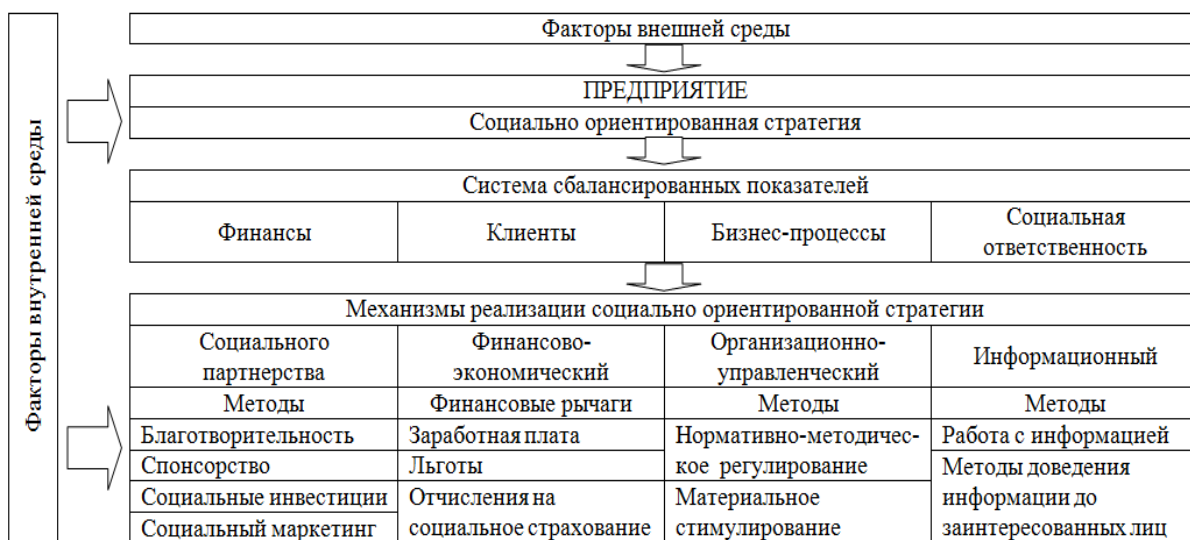 Факторы внутренней среды
Факторы внешней среды
ПРЕДПРИЯТИЕ
Социально ориентированная стратегия
Система сбалансированных показателей
Финансы
Клиенты
Бизнес-процессы
Социальная
ответственность
Механизмы реализации социально ориентированной стратегии
Социального
партнерства
Финансово-
экономический
Организационно-
управленческий
Информационный
Методы
Финансовые рычаги
Методы
Методы
Благотворительность
Спонсорство
Социальные инвестиции
Социальный маркетинг
Заработная плата
Льготы
Отчисления на
социальное страхование
Нормативно-методичес-
кое регулирование
Материальное
стимулирование
Работа с информацией
Методы доведения
информации до
заинтересованных лиц